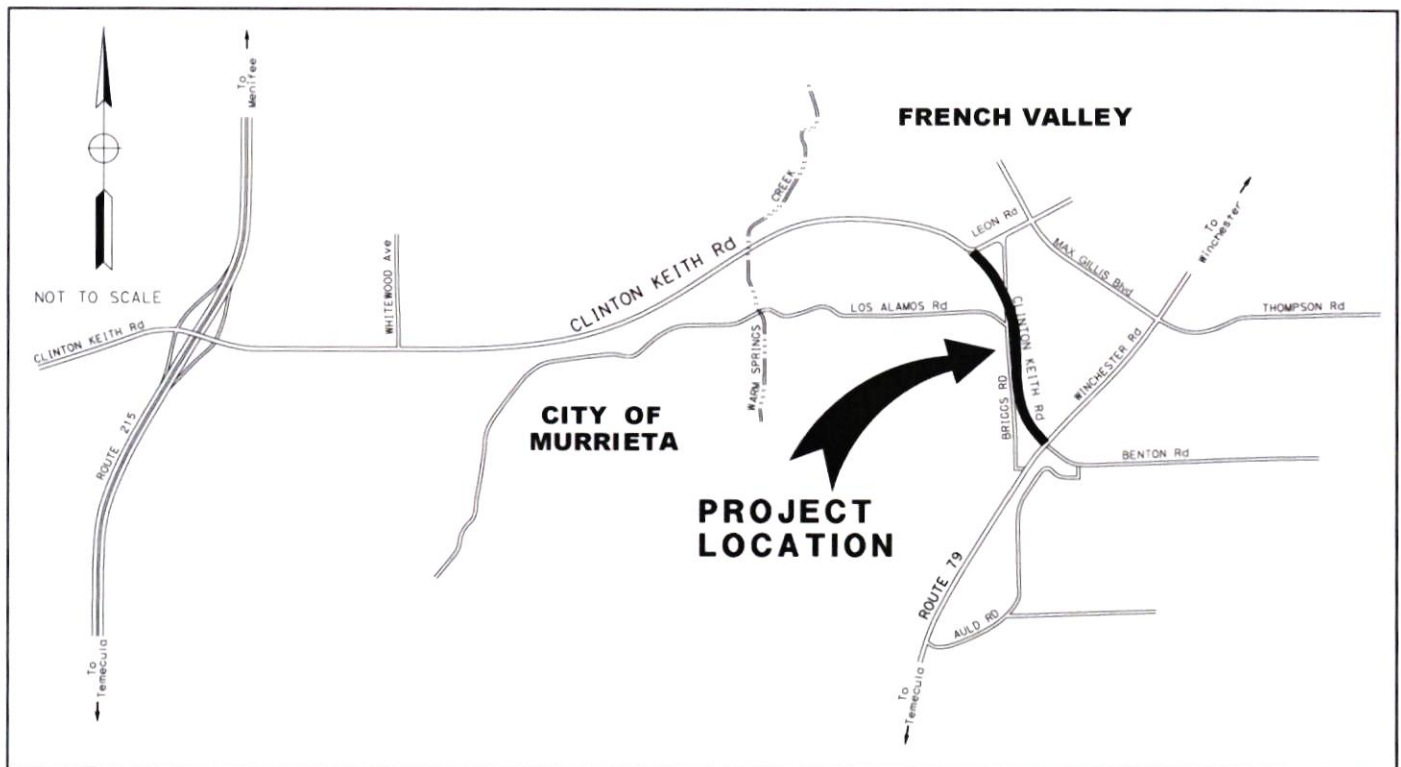 To
Menifee
FRENCH VALLEY
CREEK
LEON Rd
To
Winchester
WHITEWOOD Ave
CLINTON KEITH Rd
MAX GILLIS Blvd
NOT TO SCALE
LOS ALAMOS Rd
THOMPSON Rd
CLINTON KEITH Rd
CLINTON KEITH Rd
WINCHESTER Rd
WARM SPRINGS
BRIGGS RD
CITY OF
MURRIETA
ROUTE 215
BENTON Rd
PROJECT
LOCATION
ROUTE 79
AULD RD
To
Temecula
To
Temecula